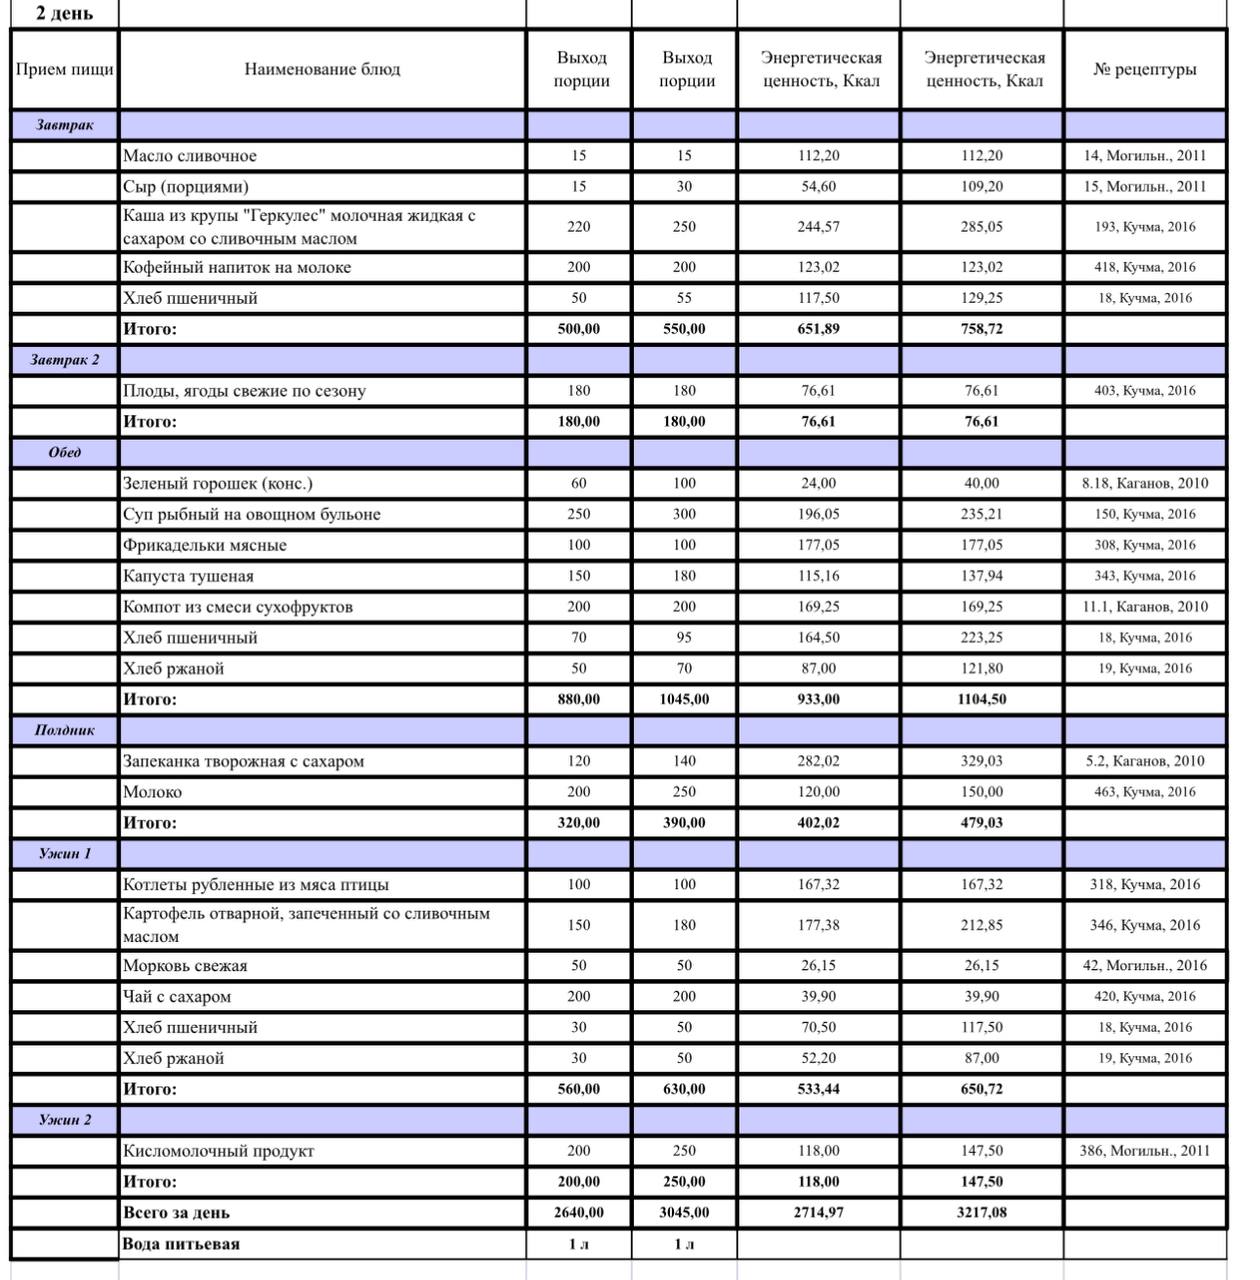 2 день
Прием пищи Наименование блюд Выход порции Выход порции Энергетическая ценность, Ккал Энергетическая ценность, Ккал № рецептуры
Завтрак
Масло сливочное 15 15 112,20 112,20 14, Могильн., 2011
Сыр (порциями) 15 30 54,60 109,20 15, Могильн., 2011
Каша из крупы "Геркулес" молочная жидкая с
сахаром со сливочным маслом 220 250 244,57 285,05 193, Кучма, 2016
Кофейный напиток на молоке 200 200 123,02 123,02 418, Кучма, 2016
Хлеб пшеничный 50 55 117,50 129,25 18, Кучма, 2016
Итого: 500,00 550,00 651,89 758,72
Завтрак 2
Плоды, ягоды свежие по сезону 180 180 76,61 76,61 403, Кучма, 2016
Итого: 180,00 180,00 76,61 76,61
Обед
Зеленый горошек (конс.) 60 100 24,00 40,00 8.18, Каганов, 2010
Суп рыбный на овощном бульоне 250 300 196,05 235,21 150, Кучма, 2016
Фрикадельки мясные 100 100 177,05 177,05 308, Кучма, 2016
Капуста тушеная 150 180 115,16 137,94 343, Кучма, 2016
Компот из смеси сухофруктов 200 200 169,25 169,25 11.1, Каганов, 2010
Хлеб пшеничный 70 95 164,50 223,25 18, Кучма, 2016
Хлеб ржаной 50 70 87,00 121,80 19, Кучма, 2016
Итого: 880,00 1045,00 933,00 1104,50
Полдник
Запеканка творожная с сахаром 120 140 282,02 329,03 5.2, Каганов, 2010
Молоко 200 250 120,00 150,00 463, Кучма, 2016
Итого: 320,00 390,00 402,02 479,03
Ужин 1
Котлеты рубленные из мяса птицы 100 100 167,32 167,32 318, Кучма, 2016
Картофель отварной, запеченный со сливочным
маслом 150 180 177,38 212,85 346, Кучма, 2016
Морковь свежая 50 50 26,15 26,15 42, Могильн., 2016
Чай с сахаром 200 200 39,90 39,90 420, Кучма, 2016
Хлеб пшеничный 30 50 70,50 117,50 18, Кучма, 2016
Хлеб ржаной 30 50 52,20 87,00 19, Кучма, 2016
Итого: 560,00 630,00 533,44 650,72
Ужин 2
Кисломолочный продукт 200 250 118,00 147,50 386, Могильн., 2011
Итого: 200,00 250,00 118,00 147,50
Всего за день 2640,00 3045,00 2714,97 3217,08
Вода питьевая 1 л 1 л